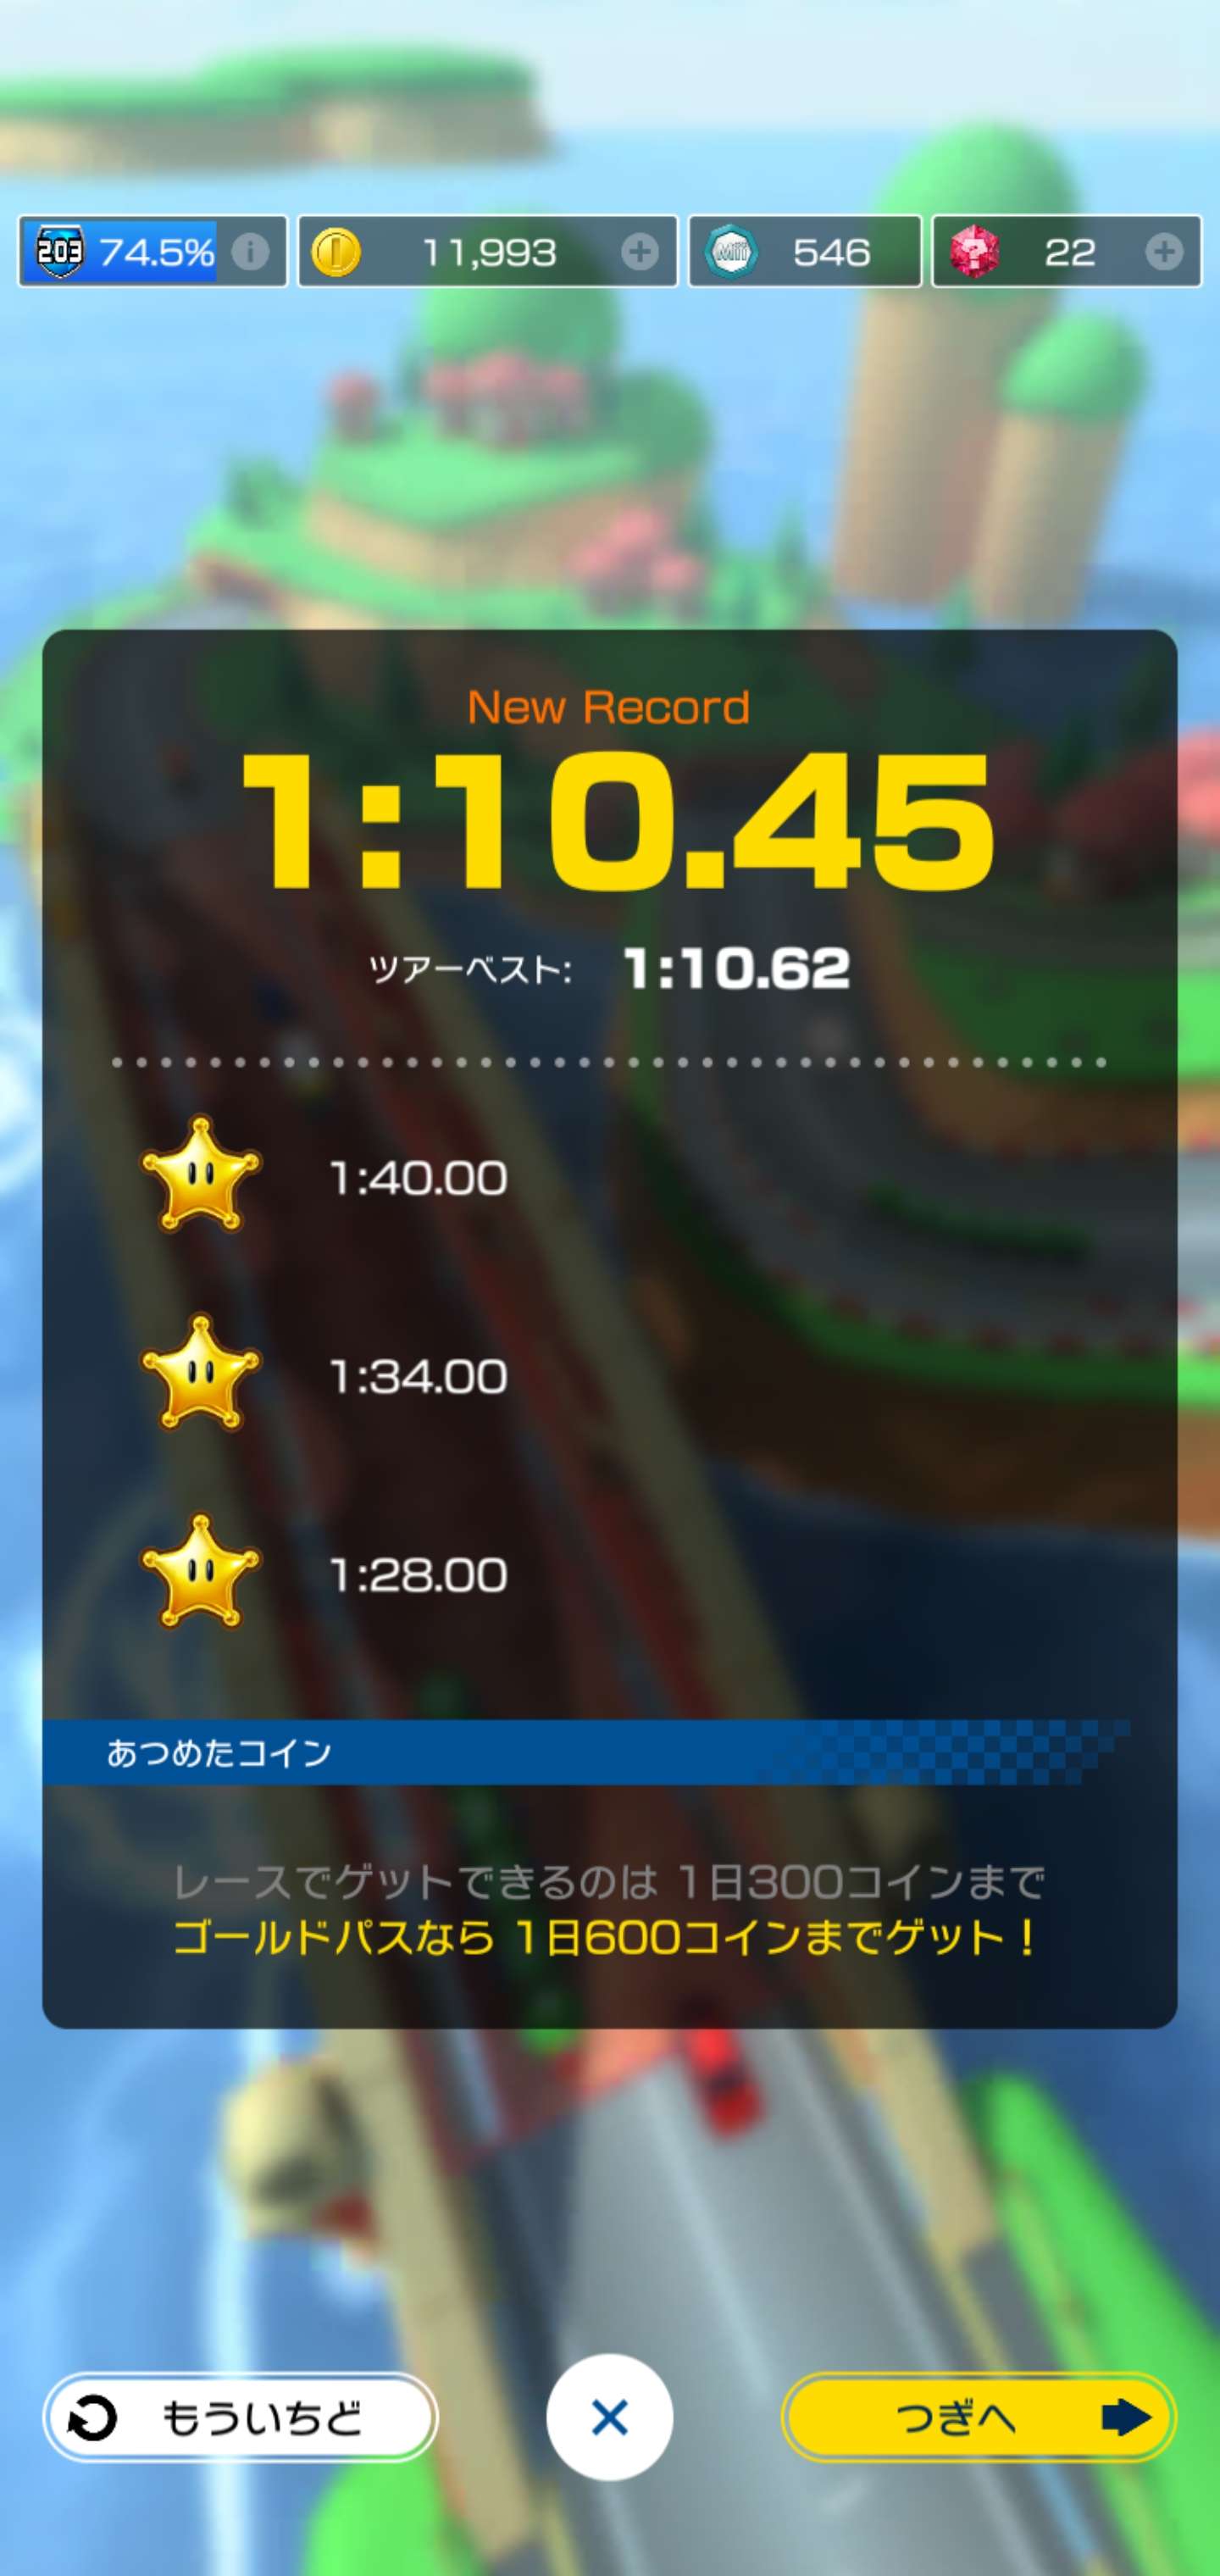 203 74.5% 11,993 Mii 546 22
New Record
1:10.45
ツアーベスト: 1:10.62
1:40.00
1:34.00
1:28.00
あつめたコイン
レースでゲットできるのは 1日300コインまで
ゴールドパスなら 1日600コインまでゲット!
もういちど つぎへ